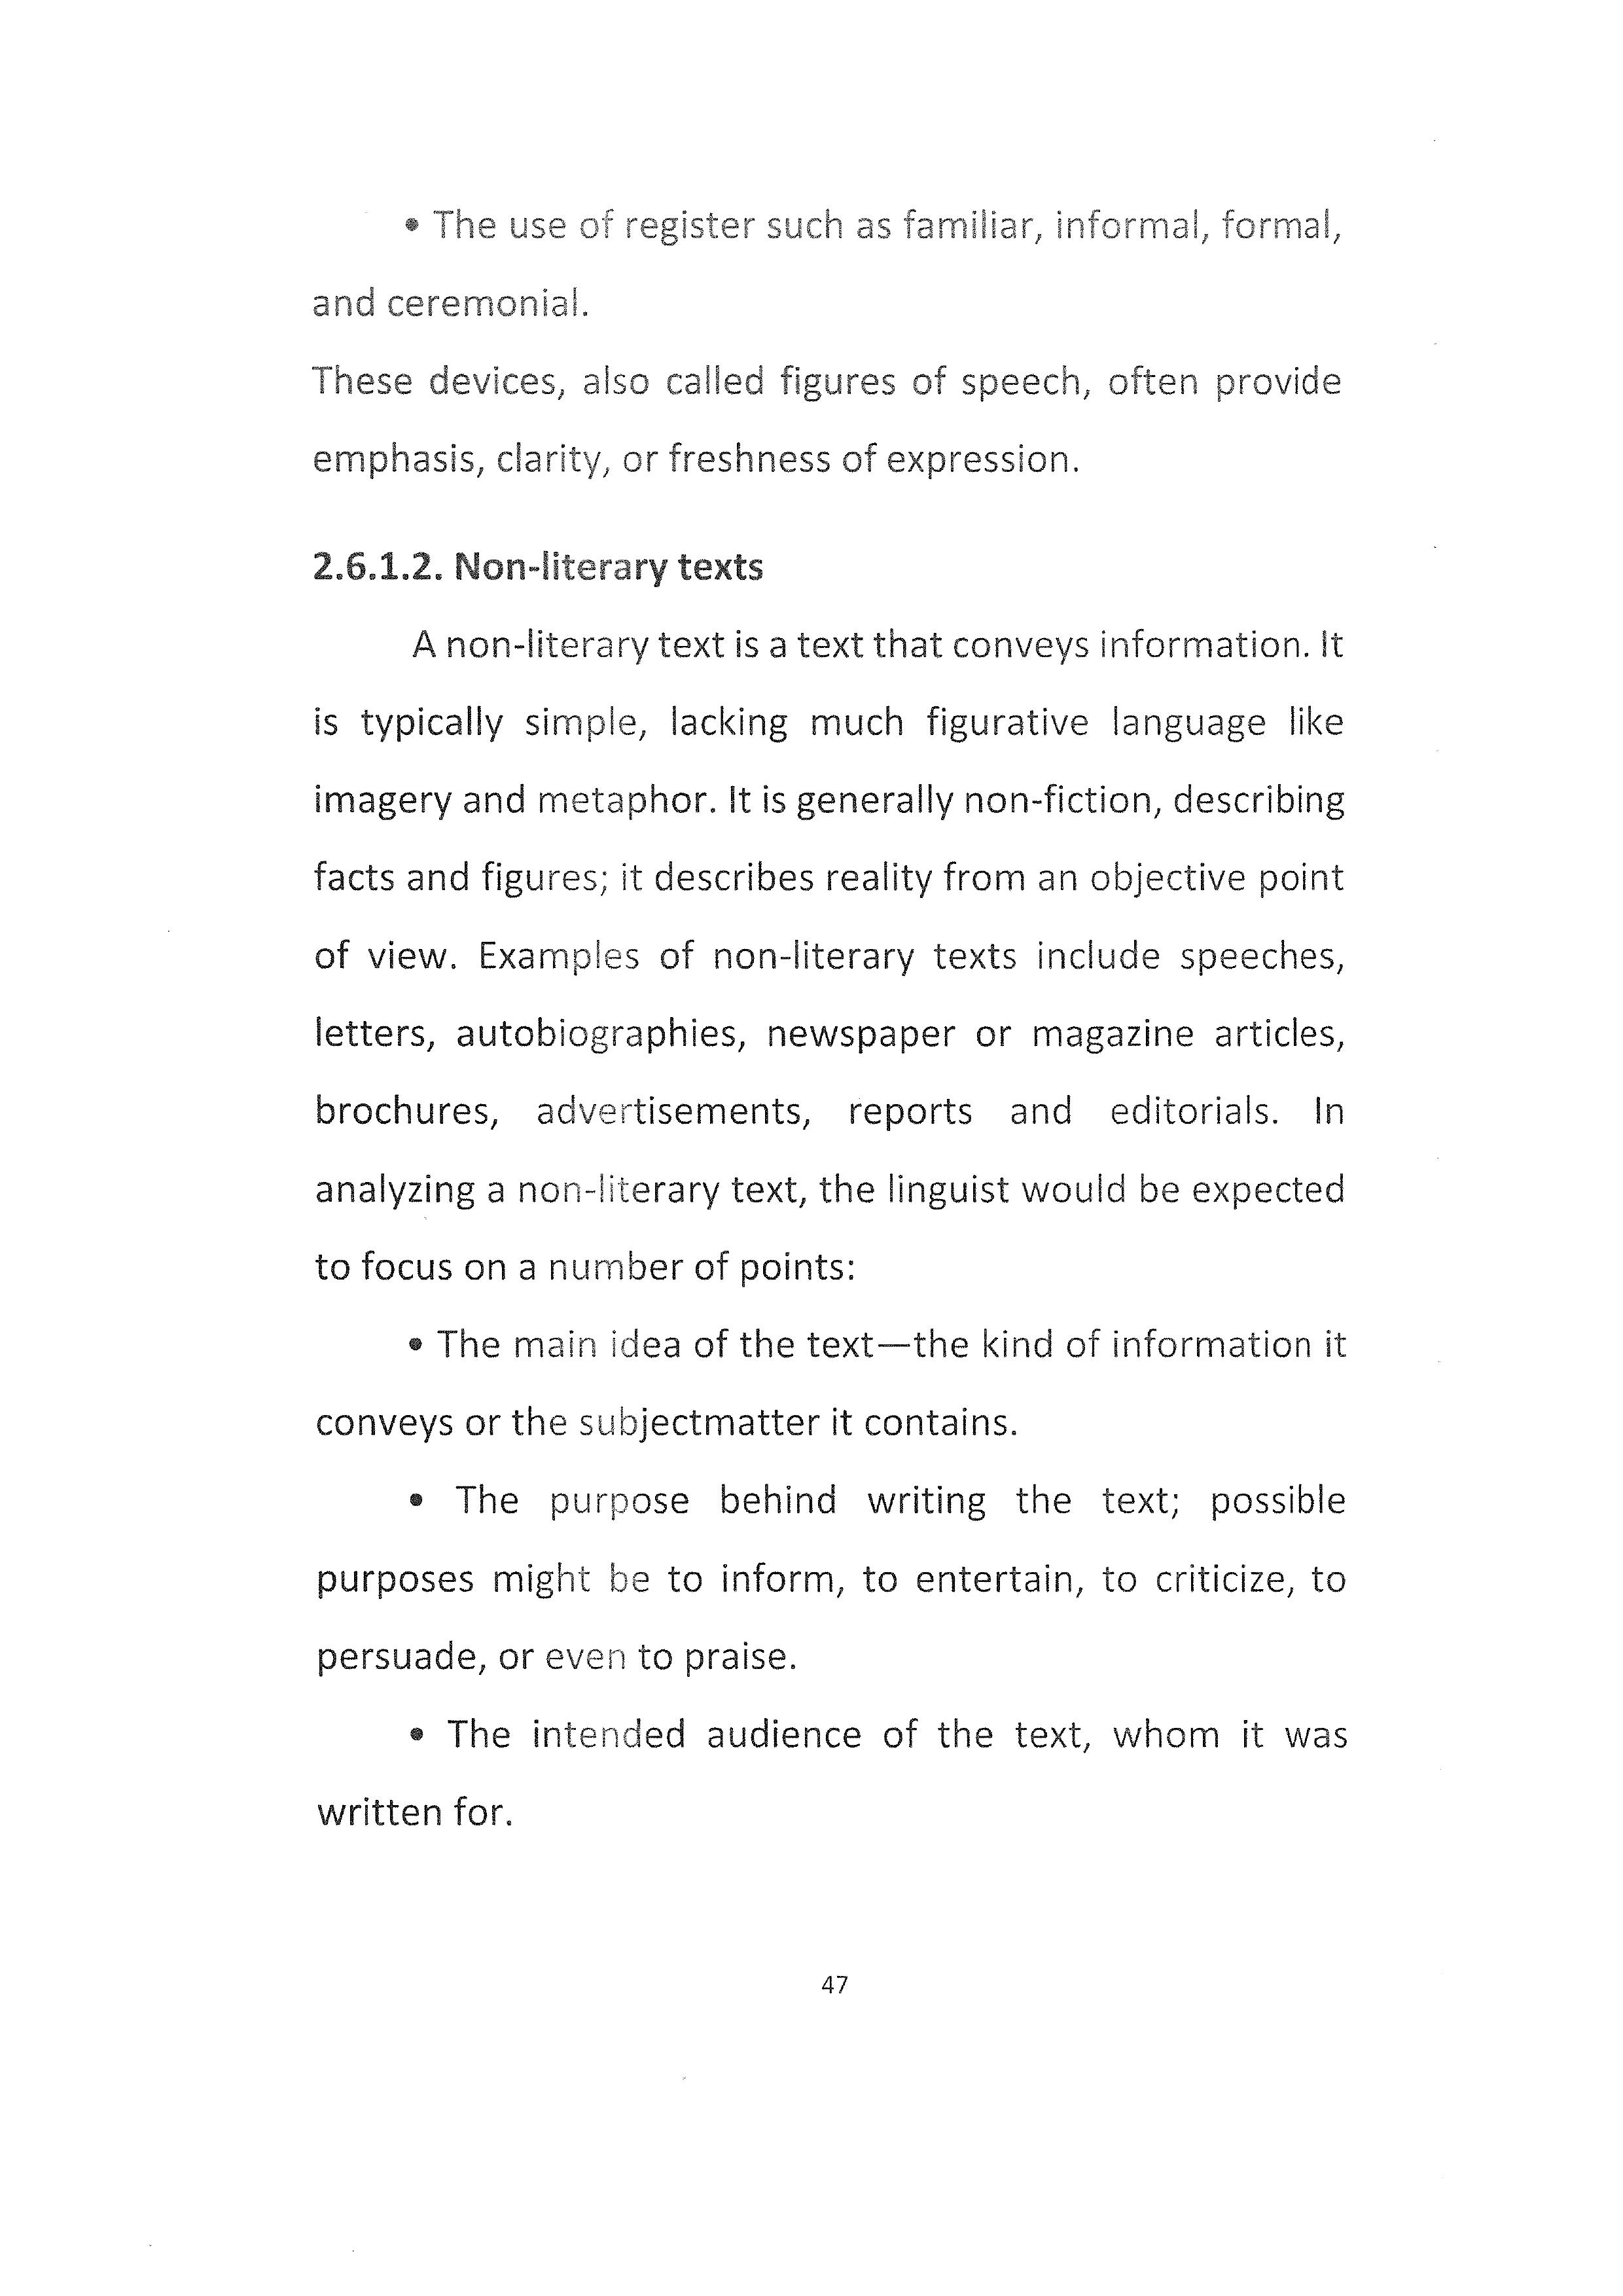 • The use of register such as familiar, informal, formal,
and ceremonial.
These devices, also called figures of speech, often provide
emphasis, clarity, or freshness of expression.
2.6.1.2. Non-literary texts
A non-literary text is a text that conveys information. It
is typically simple, lacking much figurative language like
imagery and metaphor. It is generally non-fiction, describing
facts and figures; it describes reality from an objective point
of view. Examples of non-literary texts include speeches,
letters, autobiographies, newspaper or magazine articles,
brochures, advertisements, reports and editorials. In
analyzing a non-literary text, the linguist would be expected
to focus on a number of points:
• The main idea of the text—the kind of information it
conveys or the subjectmatter it contains.
• The purpose behind writing the text; possible
purposes might be to inform, to entertain, to criticize, to
persuade, or even to praise.
• The intended audience of the text, whom it was
written for.
47